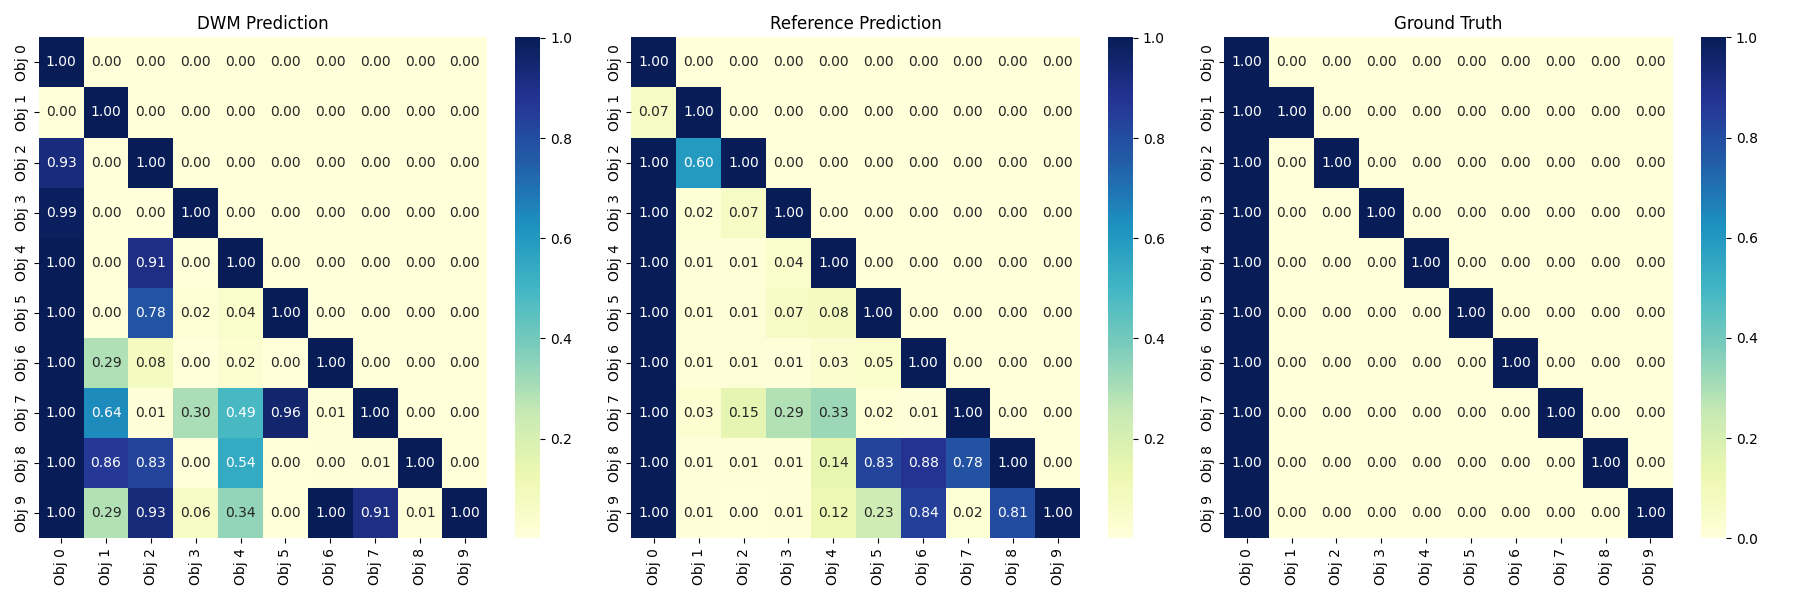 DWM Prediction
Obj 0 1.00 0.00 0.00 0.00 0.00 0.00 0.00 0.00 0.00 0.00
Obj 1 0.00 1.00 0.00 0.00 0.00 0.00 0.00 0.00 0.00 0.00
Obj 2 0.93 0.00 1.00 0.00 0.00 0.00 0.00 0.00 0.00 0.00
Obj 3 0.99 0.00 0.00 1.00 0.00 0.00 0.00 0.00 0.00 0.00
Obj 4 1.00 0.00 0.91 0.00 1.00 0.00 0.00 0.00 0.00 0.00
Obj 5 1.00 0.00 0.78 0.02 0.04 1.00 0.00 0.00 0.00 0.00
Obj 6 1.00 0.29 0.08 0.00 0.02 0.00 1.00 0.00 0.00 0.00
Obj 7 1.00 0.64 0.01 0.30 0.49 0.96 0.01 1.00 0.00 0.00
Obj 8 1.00 0.86 0.83 0.00 0.54 0.00 0.00 0.01 1.00 0.00
Obj 9 1.00 0.29 0.93 0.06 0.34 0.00 1.00 0.91 0.01 1.00
Obj 0 Obj 1 Obj 2 Obj 3 Obj 4 Obj 5 Obj 6 Obj 7 Obj 8 Obj 9
1.0
0.8
0.6
0.4
0.2
Reference Prediction
Obj 0 1.00 0.00 0.00 0.00 0.00 0.00 0.00 0.00 0.00 0.00
Obj 1 0.07 1.00 0.00 0.00 0.00 0.00 0.00 0.00 0.00 0.00
Obj 2 1.00 0.60 1.00 0.00 0.00 0.00 0.00 0.00 0.00 0.00
Obj 3 1.00 0.02 0.07 1.00 0.00 0.00 0.00 0.00 0.00 0.00
Obj 4 1.00 0.01 0.01 0.04 1.00 0.00 0.00 0.00 0.00 0.00
Obj 5 1.00 0.01 0.01 0.07 0.08 1.00 0.00 0.00 0.00 0.00
Obj 6 1.00 0.01 0.01 0.01 0.03 0.05 1.00 0.00 0.00 0.00
Obj 7 1.00 0.03 0.15 0.29 0.33 0.02 0.01 1.00 0.00 0.00
Obj 8 1.00 0.01 0.01 0.01 0.14 0.83 0.88 0.78 1.00 0.00
Obj 9 1.00 0.01 0.00 0.01 0.12 0.23 0.84 0.02 0.81 1.00
Obj 0 Obj 1 Obj 2 Obj 3 Obj 4 Obj 5 Obj 6 Obj 7 Obj 8 Obj 9
1.0
0.8
0.6
0.4
0.2
Ground Truth
Obj 0 1.00 0.00 0.00 0.00 0.00 0.00 0.00 0.00 0.00 0.00
Obj 1 1.00 1.00 0.00 0.00 0.00 0.00 0.00 0.00 0.00 0.00
Obj 2 1.00 0.00 1.00 0.00 0.00 0.00 0.00 0.00 0.00 0.00
Obj 3 1.00 0.00 0.00 1.00 0.00 0.00 0.00 0.00 0.00 0.00
Obj 4 1.00 0.00 0.00 0.00 1.00 0.00 0.00 0.00 0.00 0.00
Obj 5 1.00 0.00 0.00 0.00 0.00 1.00 0.00 0.00 0.00 0.00
Obj 6 1.00 0.00 0.00 0.00 0.00 0.00 1.00 0.00 0.00 0.00
Obj 7 1.00 0.00 0.00 0.00 0.00 0.00 0.00 1.00 0.00 0.00
Obj 8 1.00 0.00 0.00 0.00 0.00 0.00 0.00 0.00 1.00 0.00
Obj 9 1.00 0.00 0.00 0.00 0.00 0.00 0.00 0.00 0.00 1.00
Obj 0 Obj 1 Obj 2 Obj 3 Obj 4 Obj 5 Obj 6 Obj 7 Obj 8 Obj 9
1.0
0.8
0.6
0.4
0.2
0.0